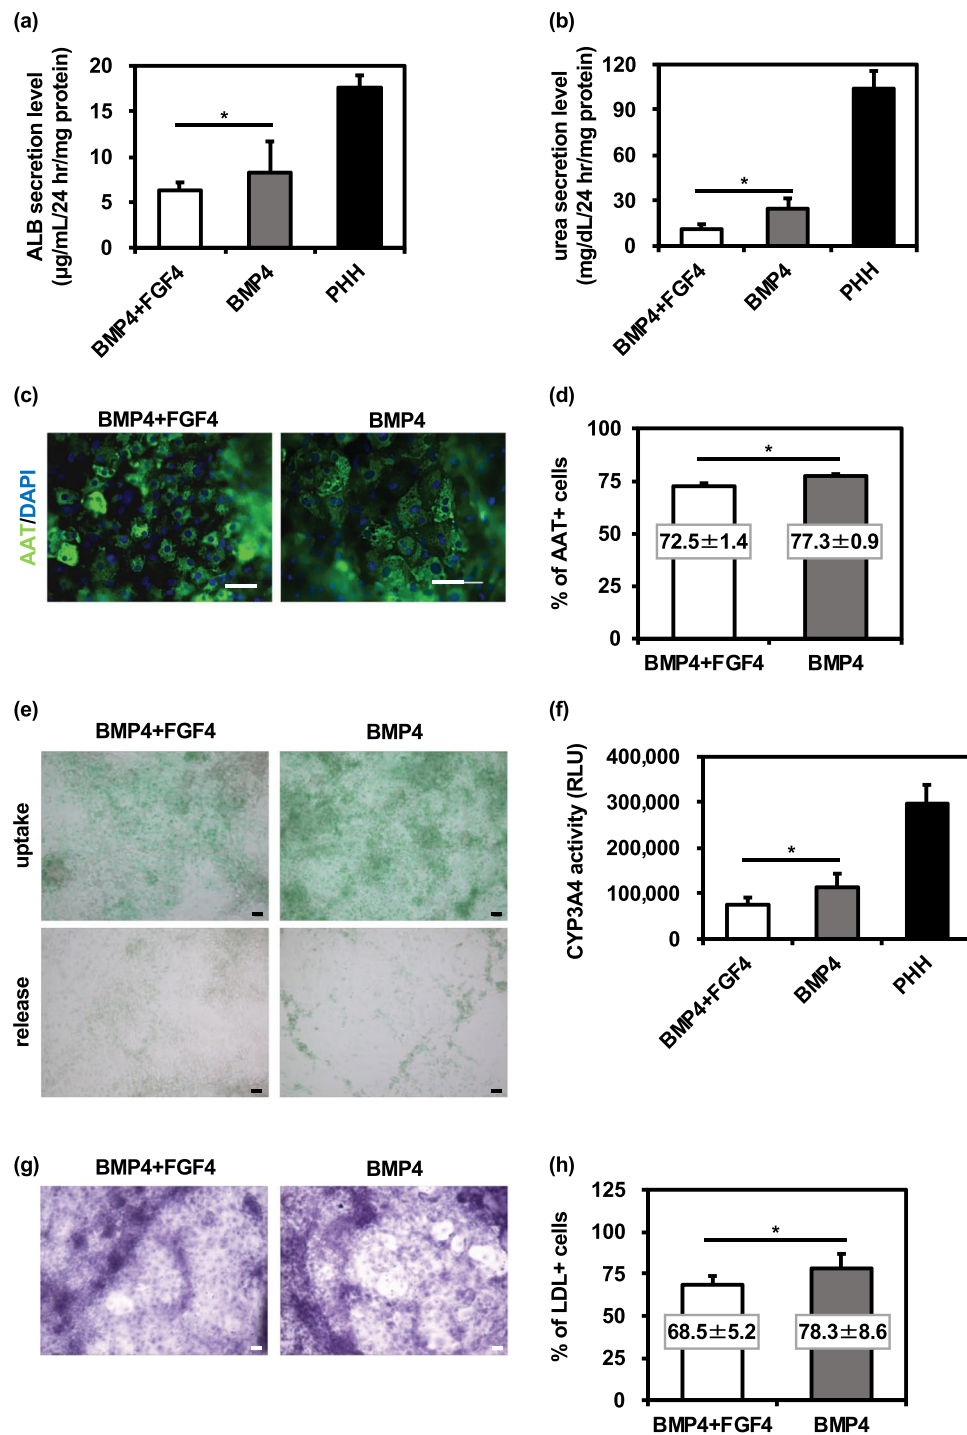 (a)
ALB secretion level
(μg/mL/24 hr/mg protein)
20
15
10
5
0
*
BMP4+FGF4
BMP4
PHH
(b)
urea secretion level
(mg/dL/24 hr/mg protein)
120
90
60
30
0
*
BMP4+FGF4
BMP4
PHH
(c)
BMP4+FGF4
BMP4
AAT/DAPI
(d)
% of AAT+ cells
100
75
50
25
0
*
72.5±1.4
77.3±0.9
BMP4+FGF4
BMP4
(e)
BMP4+FGF4
BMP4
uptake
release
(f)
CYP3A4 activity (RLU)
400,000
300,000
200,000
100,000
0
*
BMP4+FGF4
BMP4
PHH
(g)
BMP4+FGF4
BMP4
(h)
% of LDL+ cells
125
100
75
50
25
0
*
68.5±5.2
78.3±8.6
BMP4+FGF4
BMP4